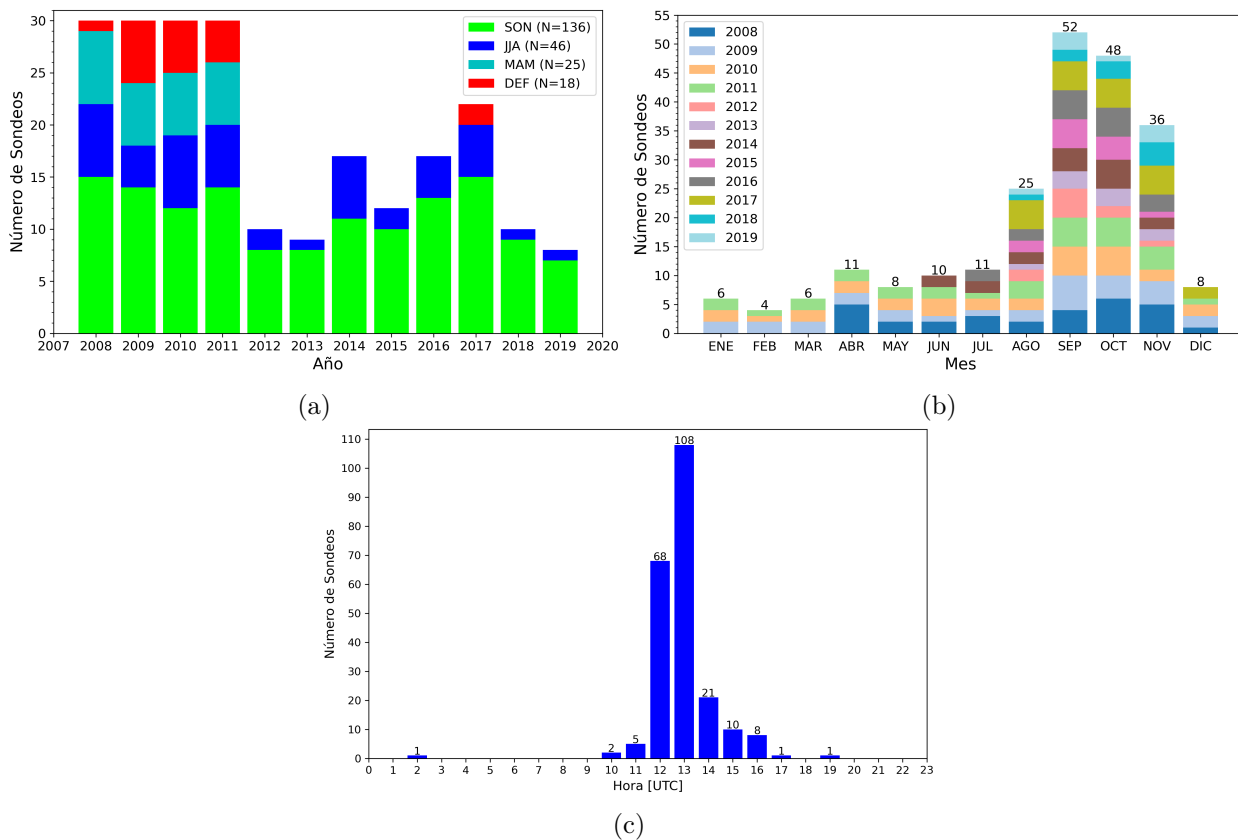 Número de Sondeos
30
25
20
15
10
5
0
2007 2008 2009 2010 2011 2012 2013 2014 2015 2016 2017 2018 2019 2020
Año
SON (N=136)
JJA (N=46)
MAM (N=25)
DEF (N=18)
(a)
Número de Sondeos
55
50
45
40
35
30
25
20
15
10
5
0
2008
2009
2010
2011
2012
2013
2014
2015
2016
2017
2018
2019
6 4 6 11 8 10 11 25 52 48 36 8
ENE FEB MAR ABR MAY JUN JUL AGO SEP OCT NOV DIC
Mes
(b)
Número de Sondeos
110
100
90
80
70
60
50
40
30
20
10
0
1 2 5 68 108 21 10 8 1 1
0 1 2 3 4 5 6 7 8 9 10 11 12 13 14 15 16 17 18 19 20 21 22 23
Hora [UTC]
(c)